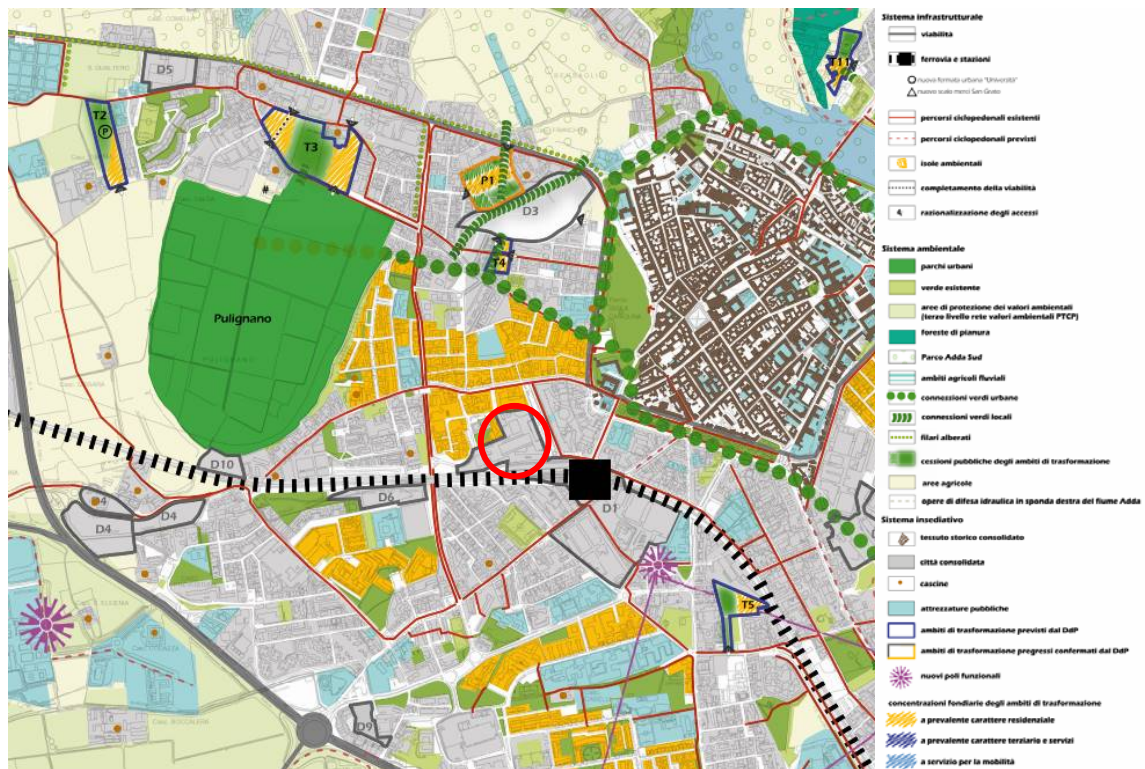 D5
T2
P
T3
#
P1
D3
T4
T11
Pulignano
D10
D4
D4
D4
D6
D1
T5
D9
Sistema infrastrutturale
viabilità
ferrovia e stazioni
nuova fermata urbana "Università"
nuovo scalo merci San Grato
percorsi ciclopedonali esistenti
percorsi ciclopedonali previsti
isole ambientali
completamento della viabilità
razionalizzazione degli accessi
Sistema ambientale
parchi urbani
verde esistente
aree di protezione dei valori ambientali
(terzo livello rete valori ambientali PTCP)
foreste di pianura
Parco Adda Sud
ambiti agricoli fluviali
connessioni verdi urbane
connessioni verdi locali
filari alberati
cessioni pubbliche degli ambiti di trasformazione
aree agricole
opere di difesa idraulica in sponda destra del fiume Adda
Sistema insediativo
tessuto storico consolidato
città consolidata
cascine
attrezzature pubbliche
ambiti di trasformazione previsti dal DdP
ambiti di trasformazione pregressi confermati dal DdP
nuovi poli funzionali
concentrazioni fondiarie degli ambiti di trasformazione
a prevalente carattere residenziale
a prevalente carattere terziario e servizi
a servizio per la mobilità